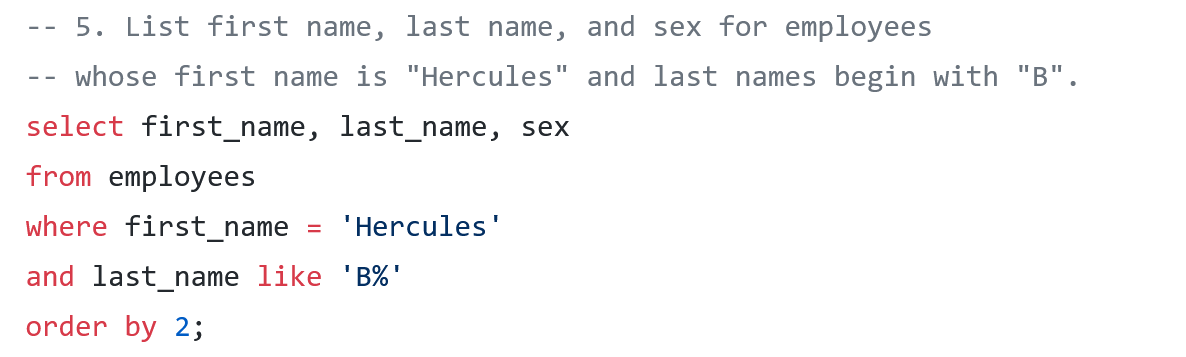 -- 5. List first name, last name, and sex for employees
-- whose first name is "Hercules" and last names begin with "B".
select first_name, last_name, sex
from employees
where first_name = 'Hercules'
and last_name like 'B%'
order by 2;